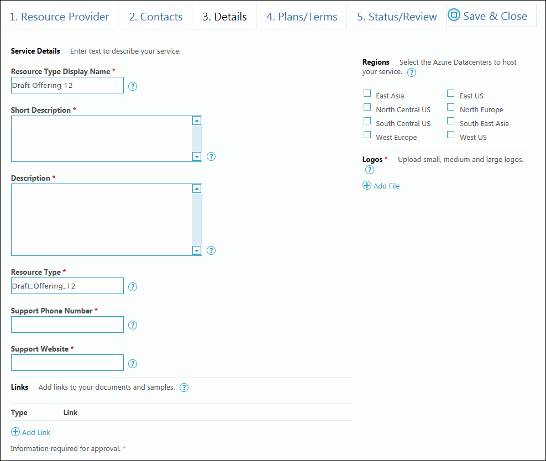 1. Resource Provider 2. Contacts 3. Details 4. Plans/Terms 5. Status/Review Save & Close
Service Details Enter text to describe your service.
Resource Type Display Name *
Draft Offering 12 ?
Short Description *
?
Description *
?
Resource Type *
Draft_Offering_12 ?
Support Phone Number *
?
Support Website *
?
Links Add links to your documents and samples. ?
Type Link
Add Link
Information required for approval. *
Regions Select the Azure Datacenters to host
your service. ?
East Asia East US
North Central US North Europe
South Central US South East Asia
West Europe West US
Logos * Upload small, medium and large logos.
?
Add File